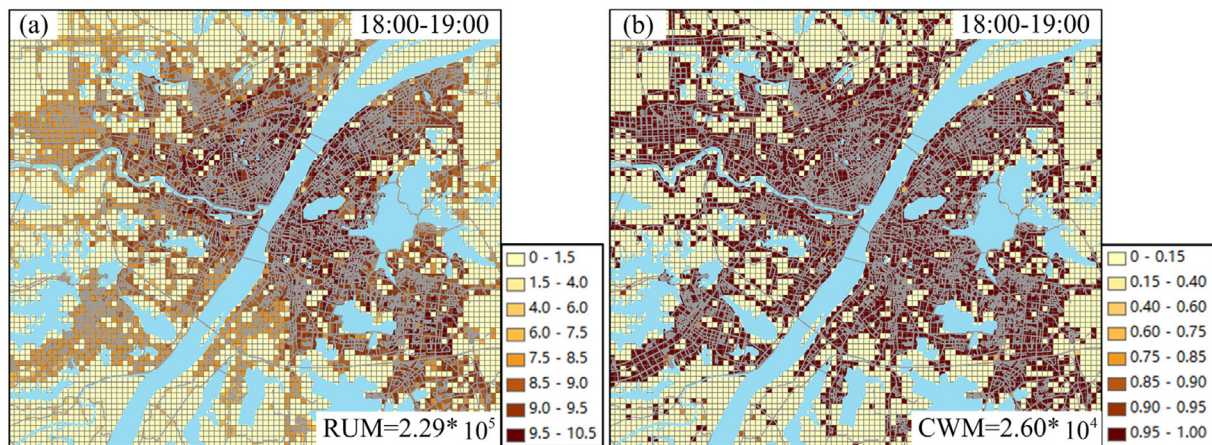 (a)
18:00-19:00
0 - 1.5
1.5 - 4.0
4.0 - 6.0
6.0 - 7.5
7.5 - 8.5
8.5 - 9.0
9.0 - 9.5
9.5 - 10.5
RUM=2.29* 10⁵
(b)
18:00-19:00
0 - 0.15
0.15 - 0.40
0.40 - 0.60
0.60 - 0.75
0.75 - 0.85
0.85 - 0.90
0.90 - 0.95
0.95 - 1.00
CWM=2.60* 10⁴